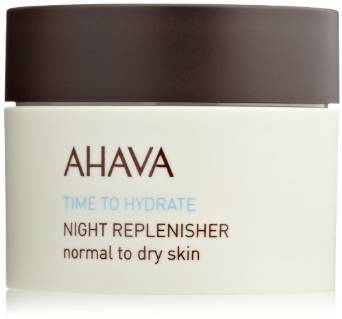 AHAVA
TIME TO HYDRATE
NIGHT REPLENISHER
normal to dry skin